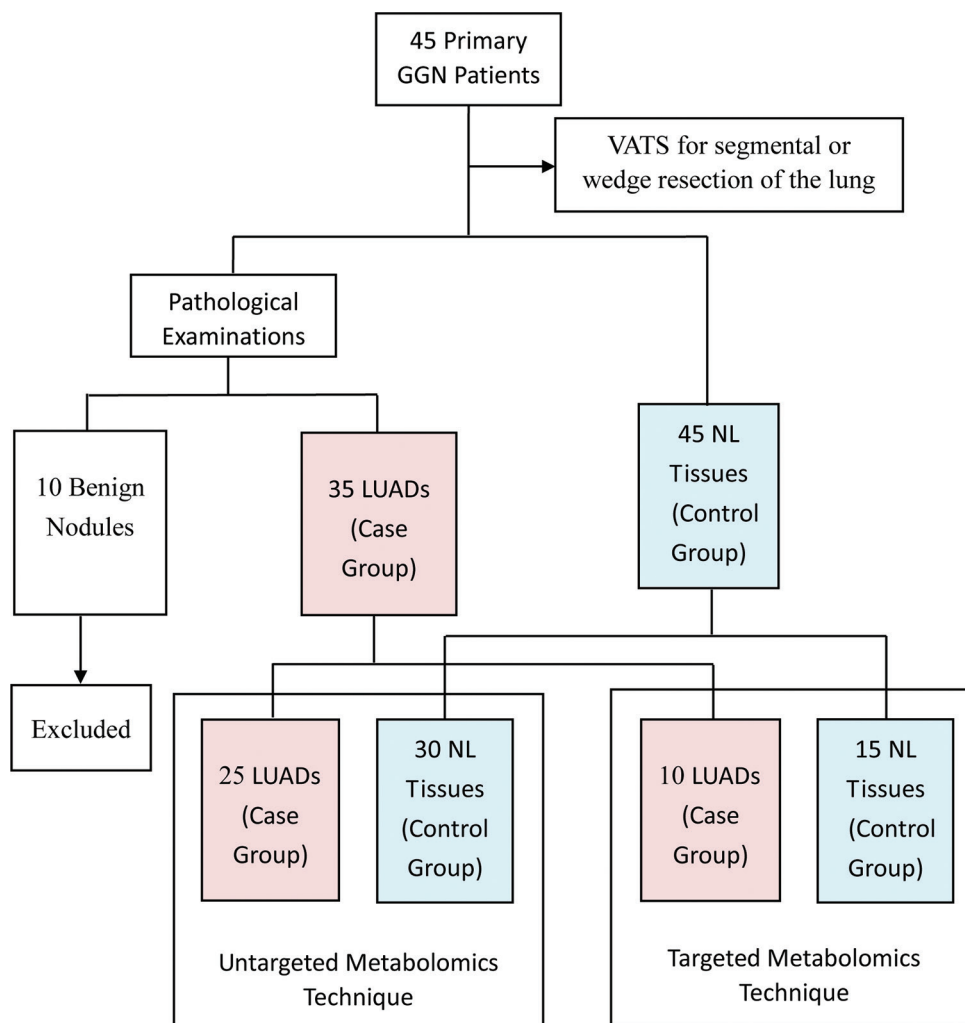 45 Primary
GGN Patients
VATS for segmental or
wedge resection of the lung
Pathological
Examinations
10 Benign
Nodules
35 LUADs
(Case
Group)
45 NL
Tissues
(Control
Group)
Excluded
25 LUADs
(Case
Group)
30 NL
Tissues
(Control
Group)
10 LUADs
(Case
Group)
15 NL
Tissues
(Control
Group)
Untargeted Metabolomics
Technique
Targeted Metabolomics
Technique